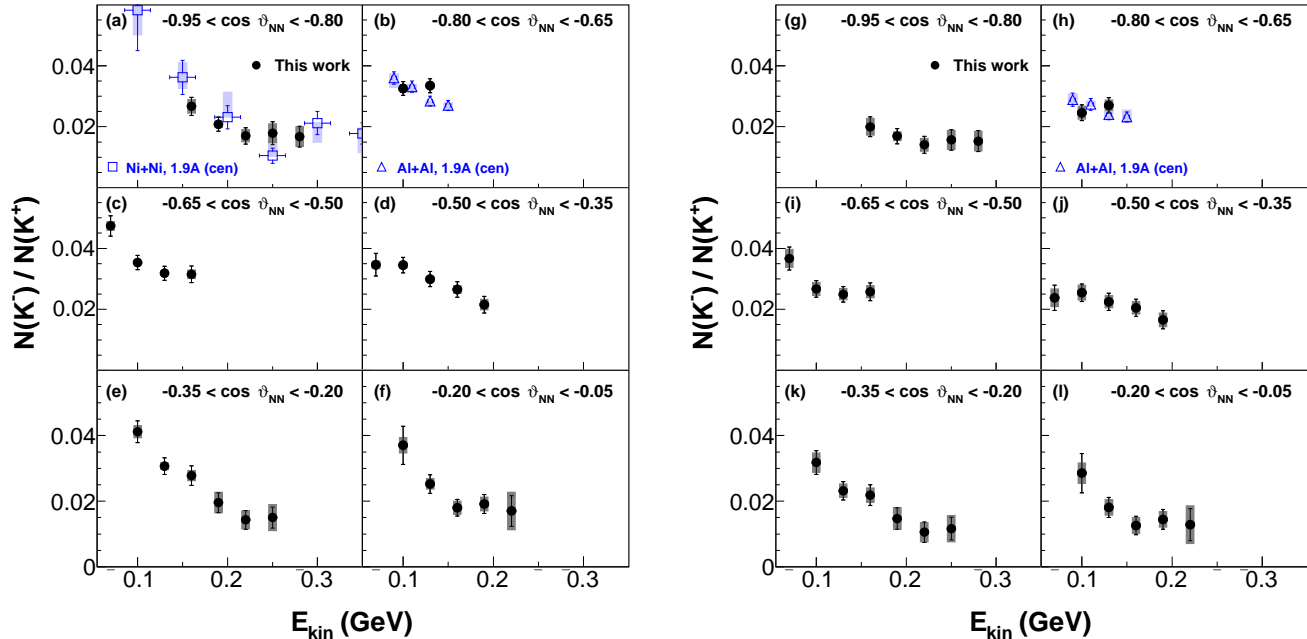 (a) -0.95 < cos ϑNN < -0.80
(b) -0.80 < cos ϑNN < -0.65
This work
Ni+Ni, 1.9A (cen)
Al+Al, 1.9A (cen)
0.04
0.02
(c) -0.65 < cos ϑNN < -0.50
(d) -0.50 < cos ϑNN < -0.35
0.04
0.02
N(K-) / N(K+)
(e) -0.35 < cos ϑNN < -0.20
(f) -0.20 < cos ϑNN < -0.05
0.04
0.02
0
0.1 0.2 0.3 0.1 0.2 0.3
Ekin (GeV)
(g) -0.95 < cos ϑNN < -0.80
(h) -0.80 < cos ϑNN < -0.65
This work
Al+Al, 1.9A (cen)
0.04
0.02
(i) -0.65 < cos ϑNN < -0.50
(j) -0.50 < cos ϑNN < -0.35
0.04
0.02
N(K-) / N(K+)
(k) -0.35 < cos ϑNN < -0.20
(l) -0.20 < cos ϑNN < -0.05
0.04
0.02
0
0.1 0.2 0.3 0.1 0.2 0.3
Ekin (GeV)